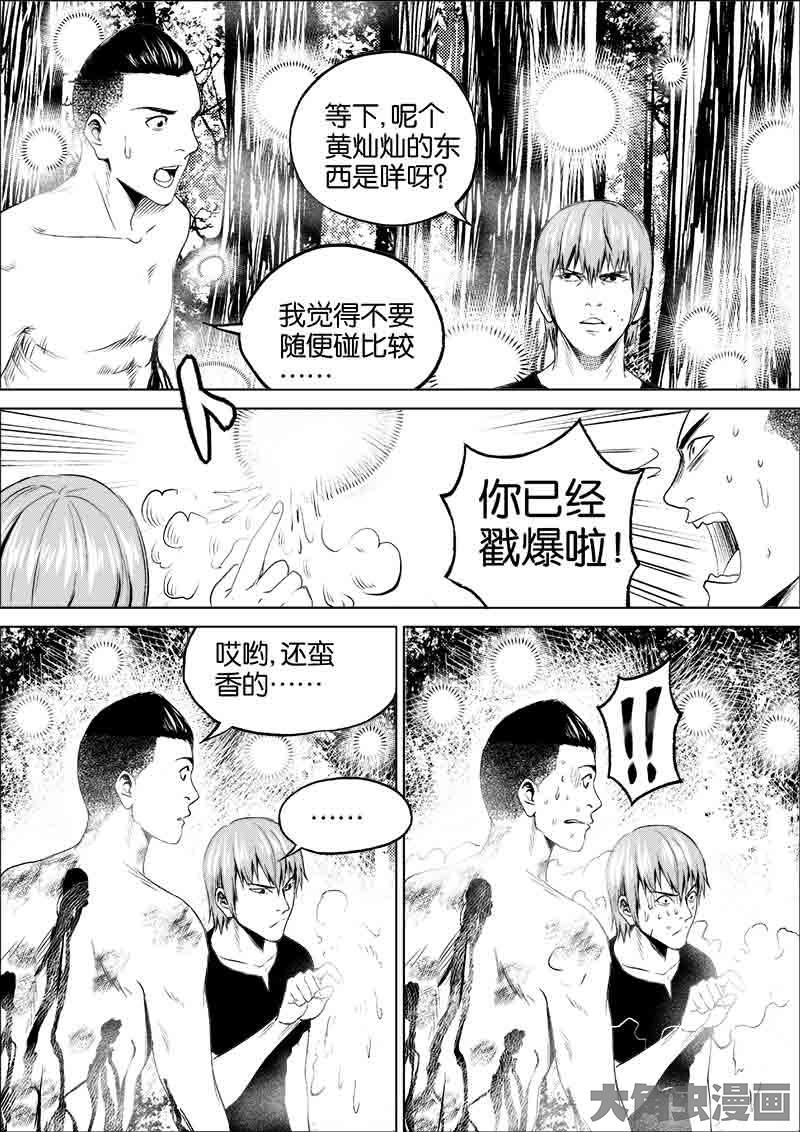 等下,呢个
黄灿灿的东
西是咩呀?
我觉得不要
随便碰比较
……
卜
你已经
戳爆啦!
哎哟,还蛮
香的……
……
!!
大角虫漫画